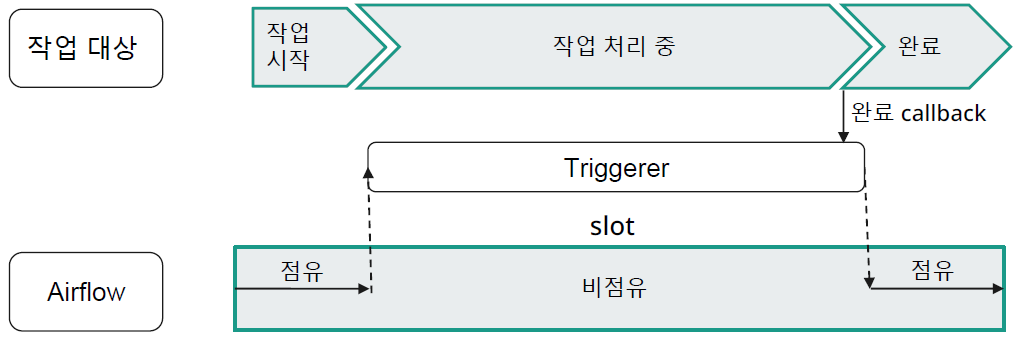 작업 대상
작업
시작
작업 처리 중
완료
완료 callback
Triggerer
slot
Airflow
점유
비점유
점유